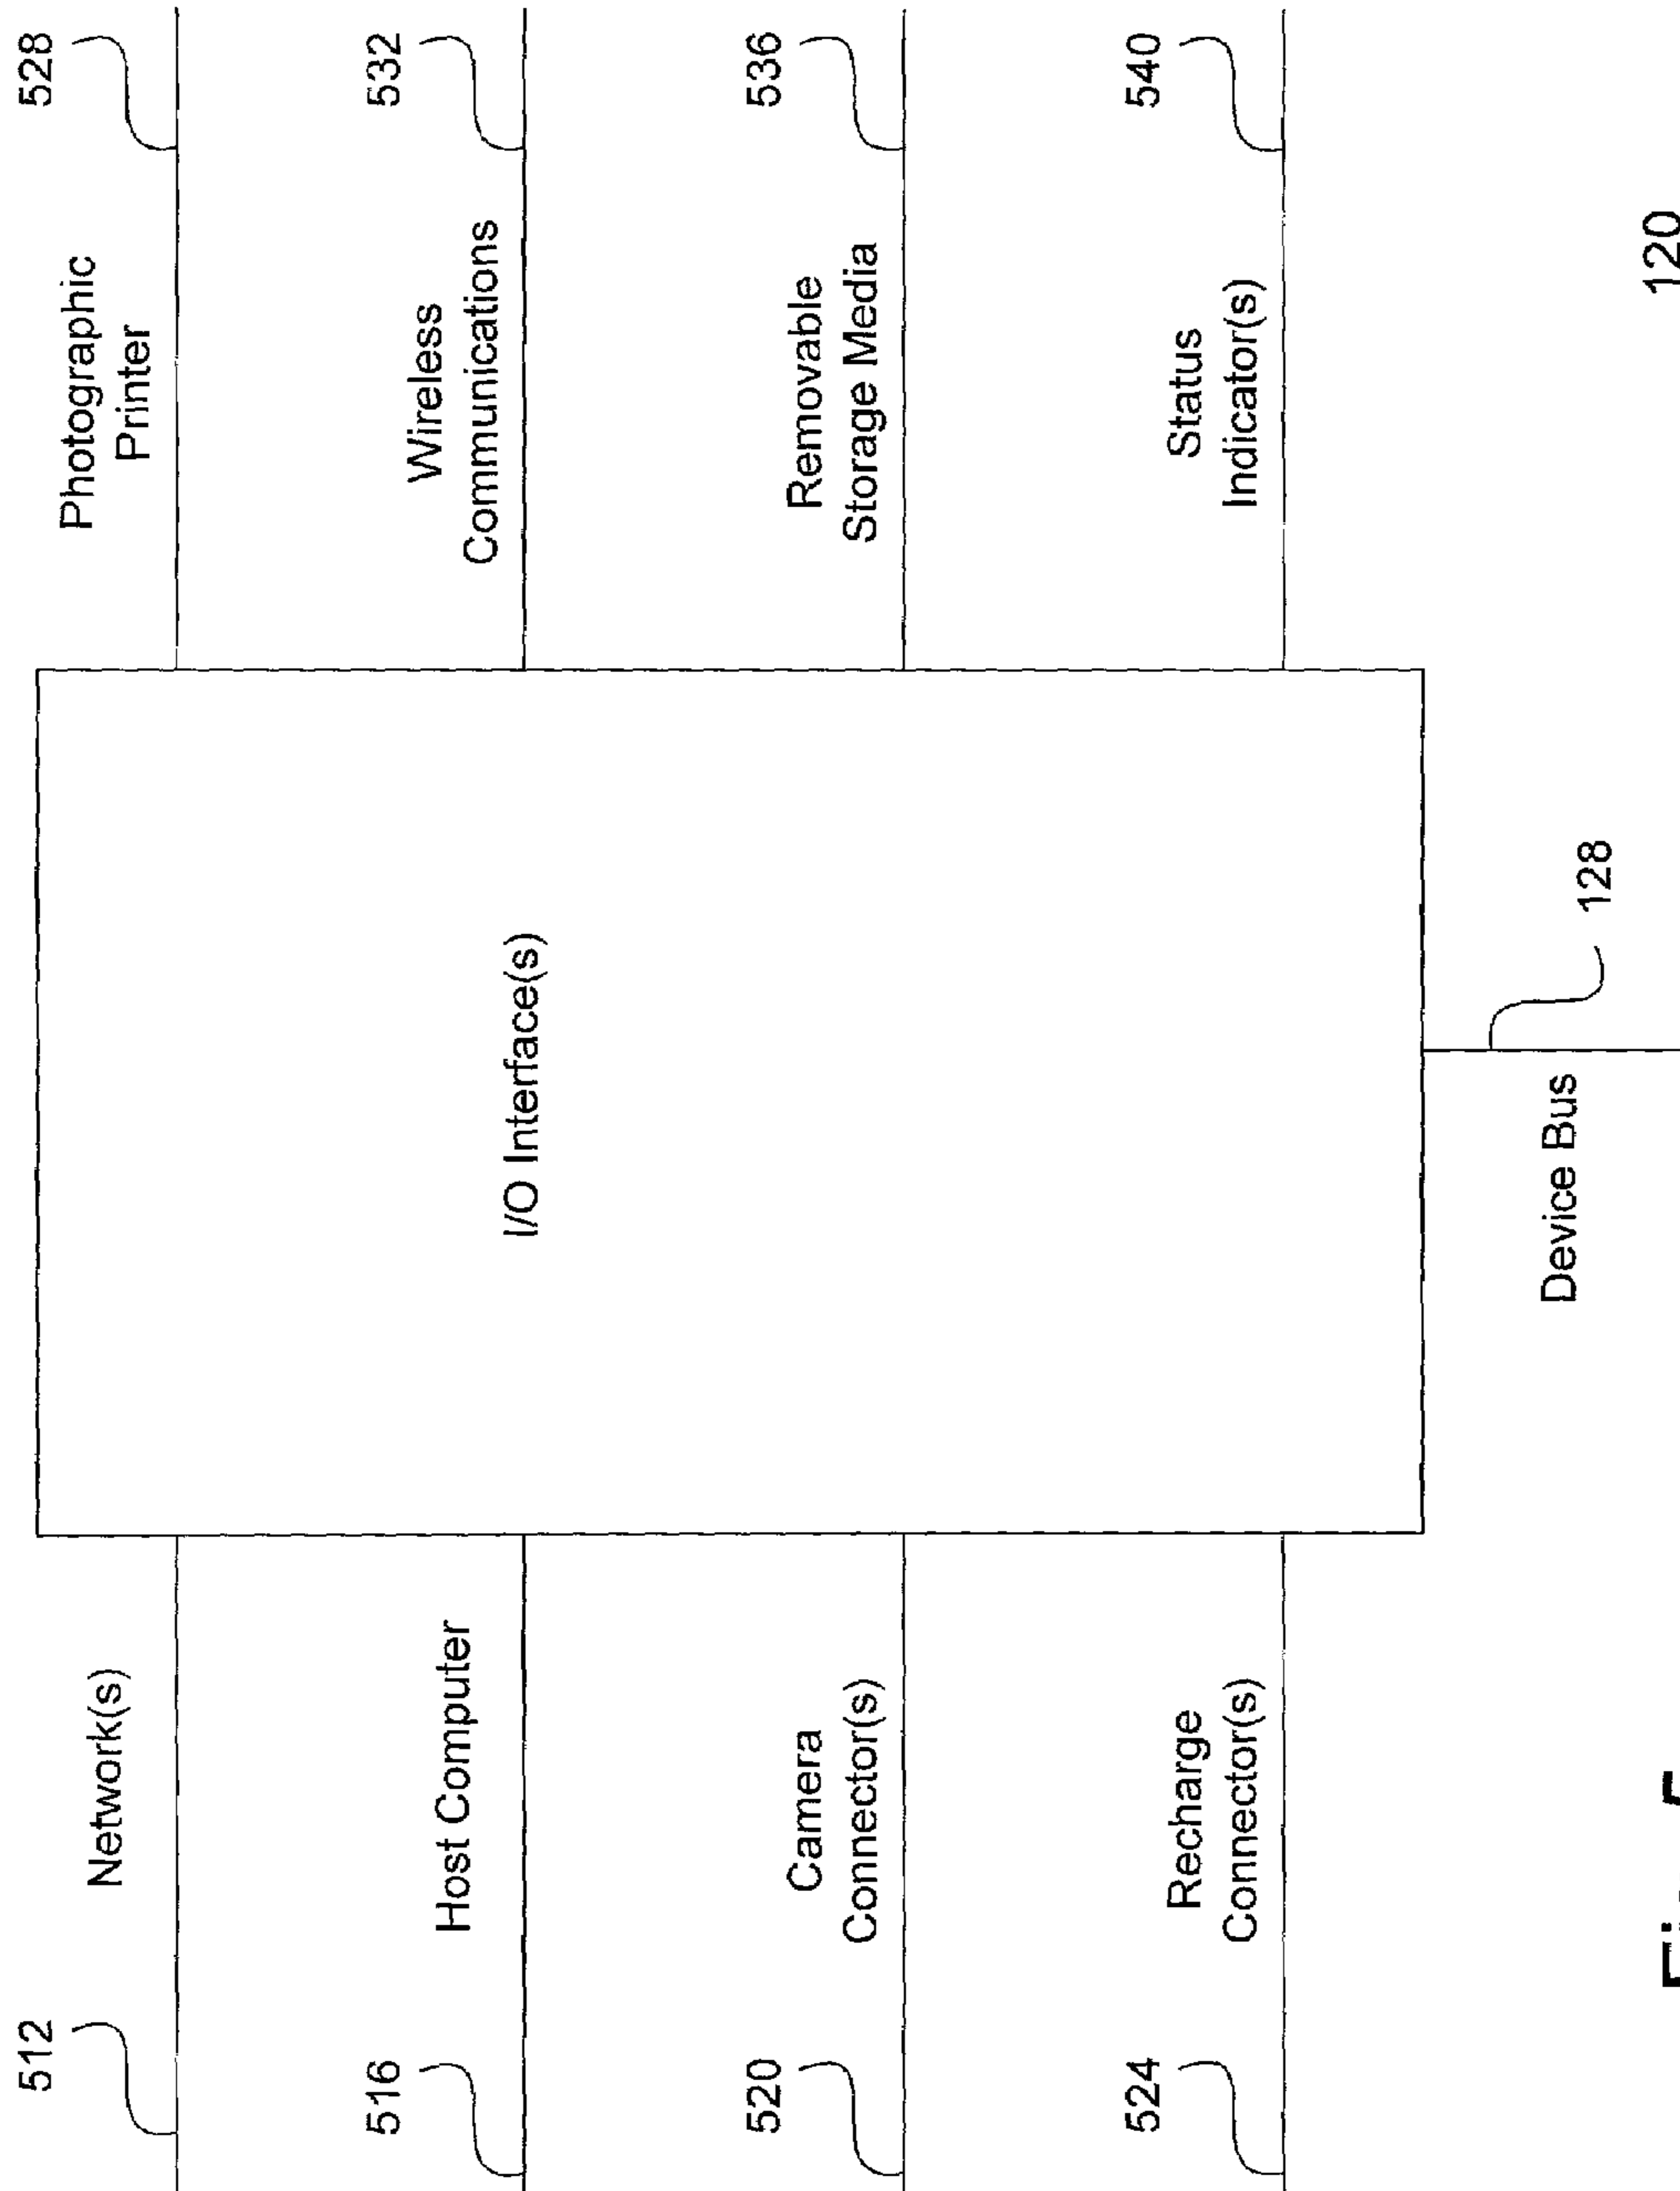 512
Network(s)
Photographic
Printer
528
516
Host Computer
I/O Interface(s)
Wireless
Communications
532
520
Camera
Connector(s)
Removable
Storage Media
536
524
Recharge
Connector(s)
Status
Indicator(s)
540
Device Bus
128
120